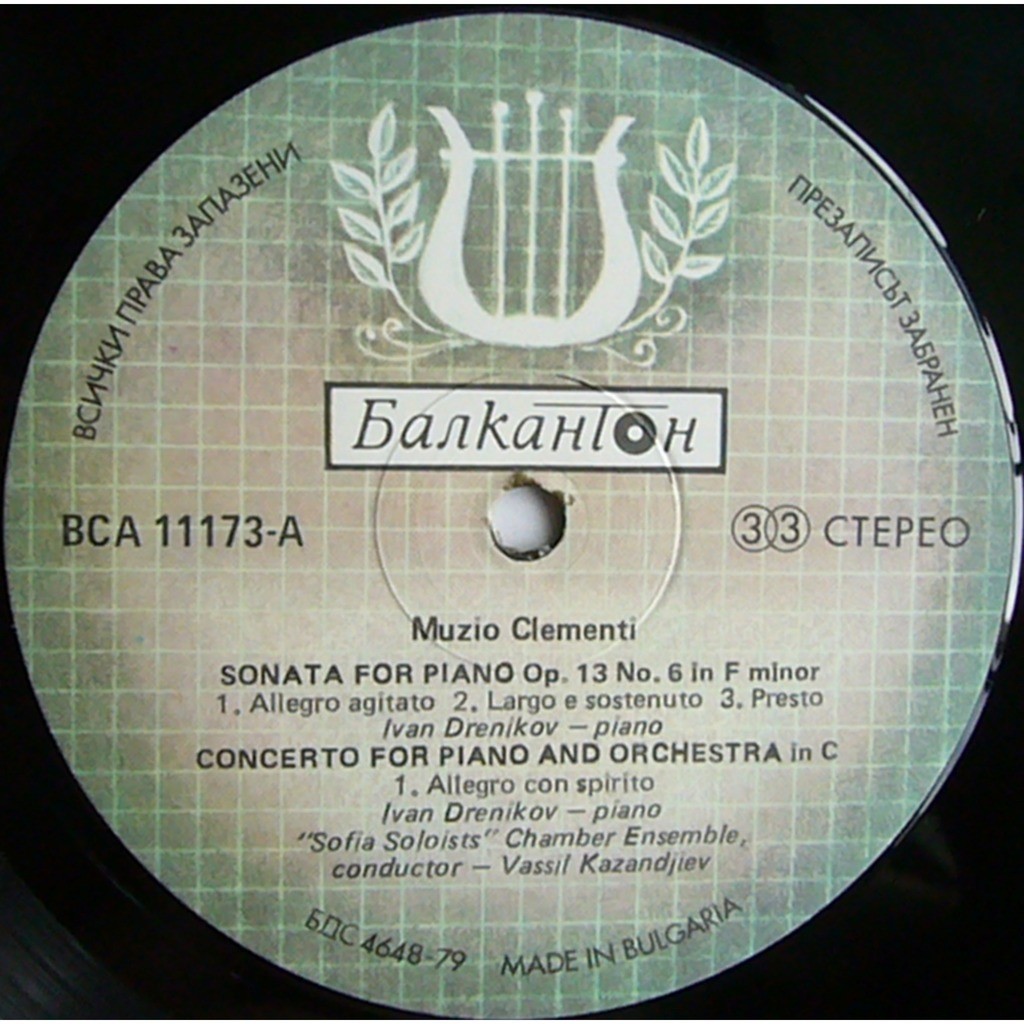 ВСИЧКИ ПРАВА ЗАПАЗЕНИ
ПРЕЗАПИСЪТ ЗАБРАНЕН
Балкантон
ВСА 11173-А
33 СТЕРЕО
Muzio Clementi
SONATA FOR PIANO Op. 13 No. 6 in F minor
1. Allegro agitato 2. Largo e sostenuto 3. Presto
Ivan Drenikov – piano
CONCERTO FOR PIANO AND ORCHESTRA in C
1. Allegro con spirito
Ivan Drenikov – piano
"Sofia Soloists" Chamber Ensemble,
conductor – Vassil Kazandjiev
БДС 4648-79
MADE IN BULGARIA